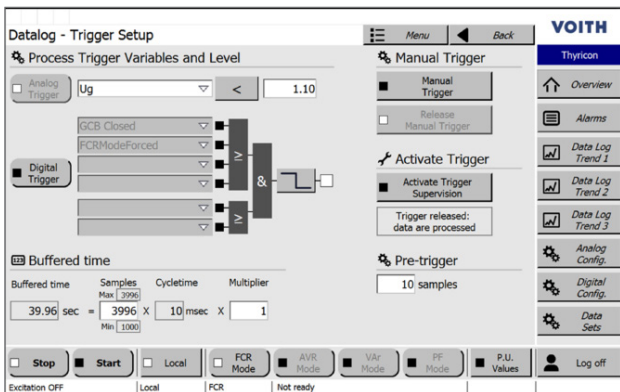 Datalog - Trigger Setup
Menu
Back
VOITH
Thyricon
Process Trigger Variables and Level
Analog
Trigger
Ug
<
1.10
GCB Closed
FCRModeForced
Digital
Trigger
≥
&
≥
Manual Trigger
Manual
Trigger
Release
Manual Trigger
Activate Trigger
Activate Trigger
Supervision
Trigger released:
data are processed
Pre-trigger
10 samples
123 Buffered time
Buffered time
Samples
Cycletime
Multiplier
Max 3996
39.96 sec = 3996 X 10 msec X 1
Min 1000
Overview
Alarms
Data Log
Trend 1
Data Log
Trend 2
Data Log
Trend 3
Analog
Config.
Digital
Config.
Data
Sets
Stop
Start
Local
FCR
Mode
AVR
Mode
VAr
Mode
PF
Mode
P.U.
Values
Log off
Excitation OFF
Local
FCR
Not ready